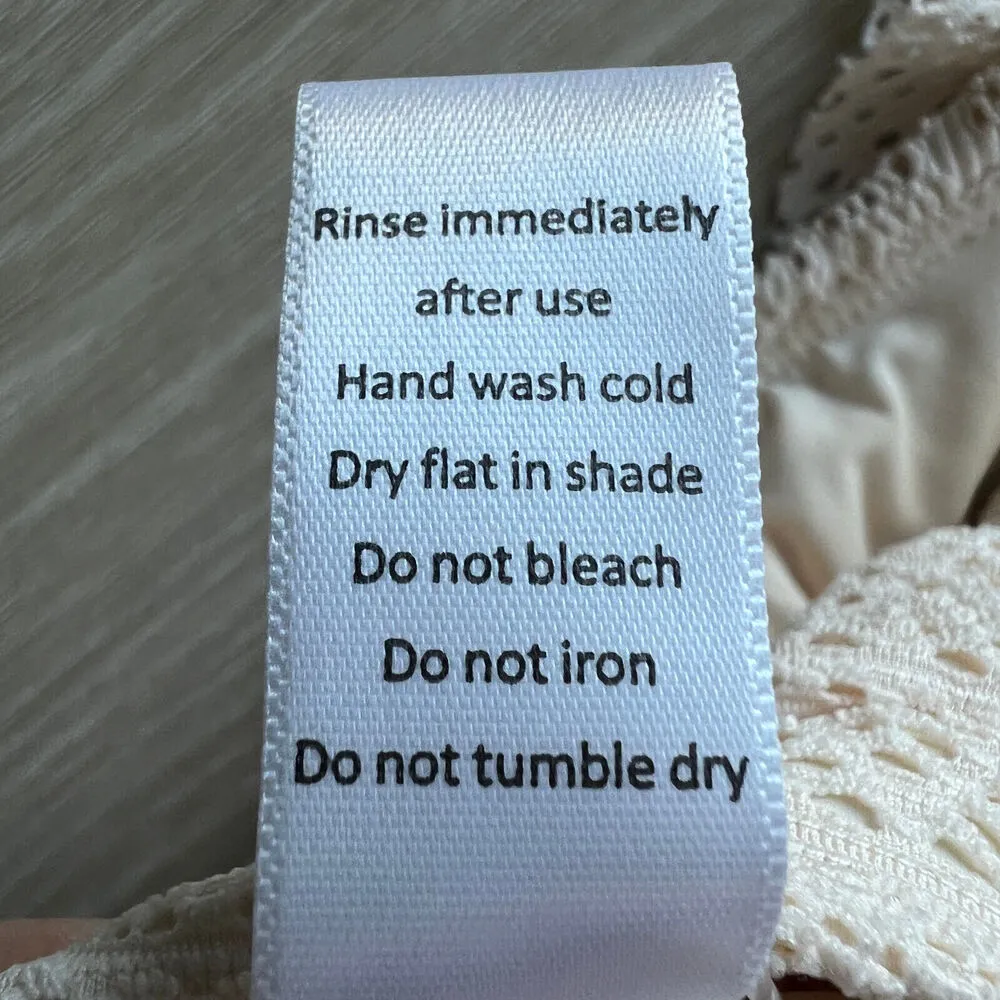 Rinse immediately
after use
Hand wash cold
Dry flat in shade
Do not bleach
Do not iron
Do not tumble dry